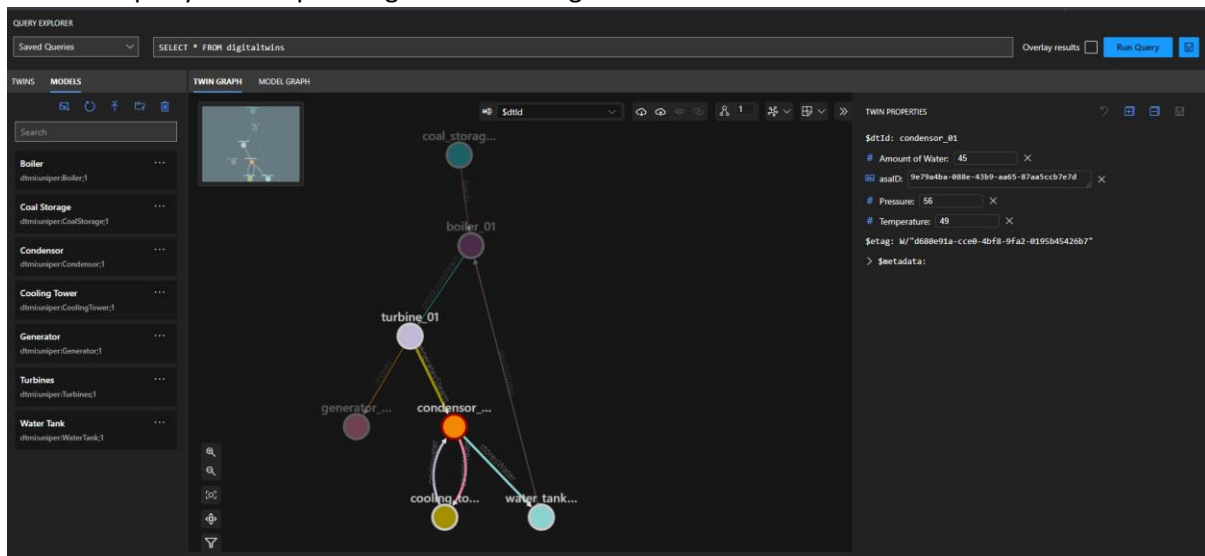 QUERY EXPLORER
Saved Queries
SELECT * FROM digitaltwins
Overlay results
Run Query
TWINS MODELS
TWIN GRAPH MODEL GRAPH
Search
Boiler
dtmi:uniper:Boiler;1
Coal Storage
dtmi:uniper:CoalStorage;1
Condensor
dtmi:uniper:Condensor;1
Cooling Tower
dtmi:uniper:CoolingTower;1
Generator
dtmi:uniper:Generator;1
Turbines
dtmi:uniper:Turbines;1
Water Tank
dtmi:uniper:WaterTank;1
$dtId
1
coal_storag...
boiler_01
turbine_01
generator_...
condensor_...
storesWater
cooling_to...
water_tank...
TWIN PROPERTIES
$dtId: condensor_01
# Amount of Water: 45
asaID: 9e79a4ba-088e-43b9-aa65-87aa5ccb7e7d
# Pressure: 56
# Temperature: 49
$etag: W/"d680e91a-cce0-4bf8-9fa2-0195b45426b7"
$metadata: